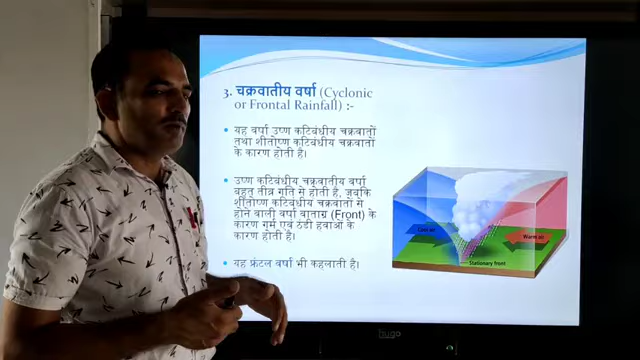 3. चक्रवातीय वर्षा (Cyclonic
or Frontal Rainfall) :-
यह वर्षा उष्ण कटिबंधीय चक्रवातों
तथा शीतोष्ण कटिबंधीय चक्रवातों
के कारण होती है।
उष्ण कटिबंधीय चक्रवातीय वर्षा
बहुत तीव्र गति से होती है, जबकि
शीतोष्ण कटिबंधीय चक्रवातों से
होने वाली वर्षा वाताग्र (Front) के
कारण गर्म एवं ठंडी हवाओं के
कारण होती है।
यह फ्रंटल वर्षा भी कहलाती है।
Cold air
Warm air
Stationary front
hugo